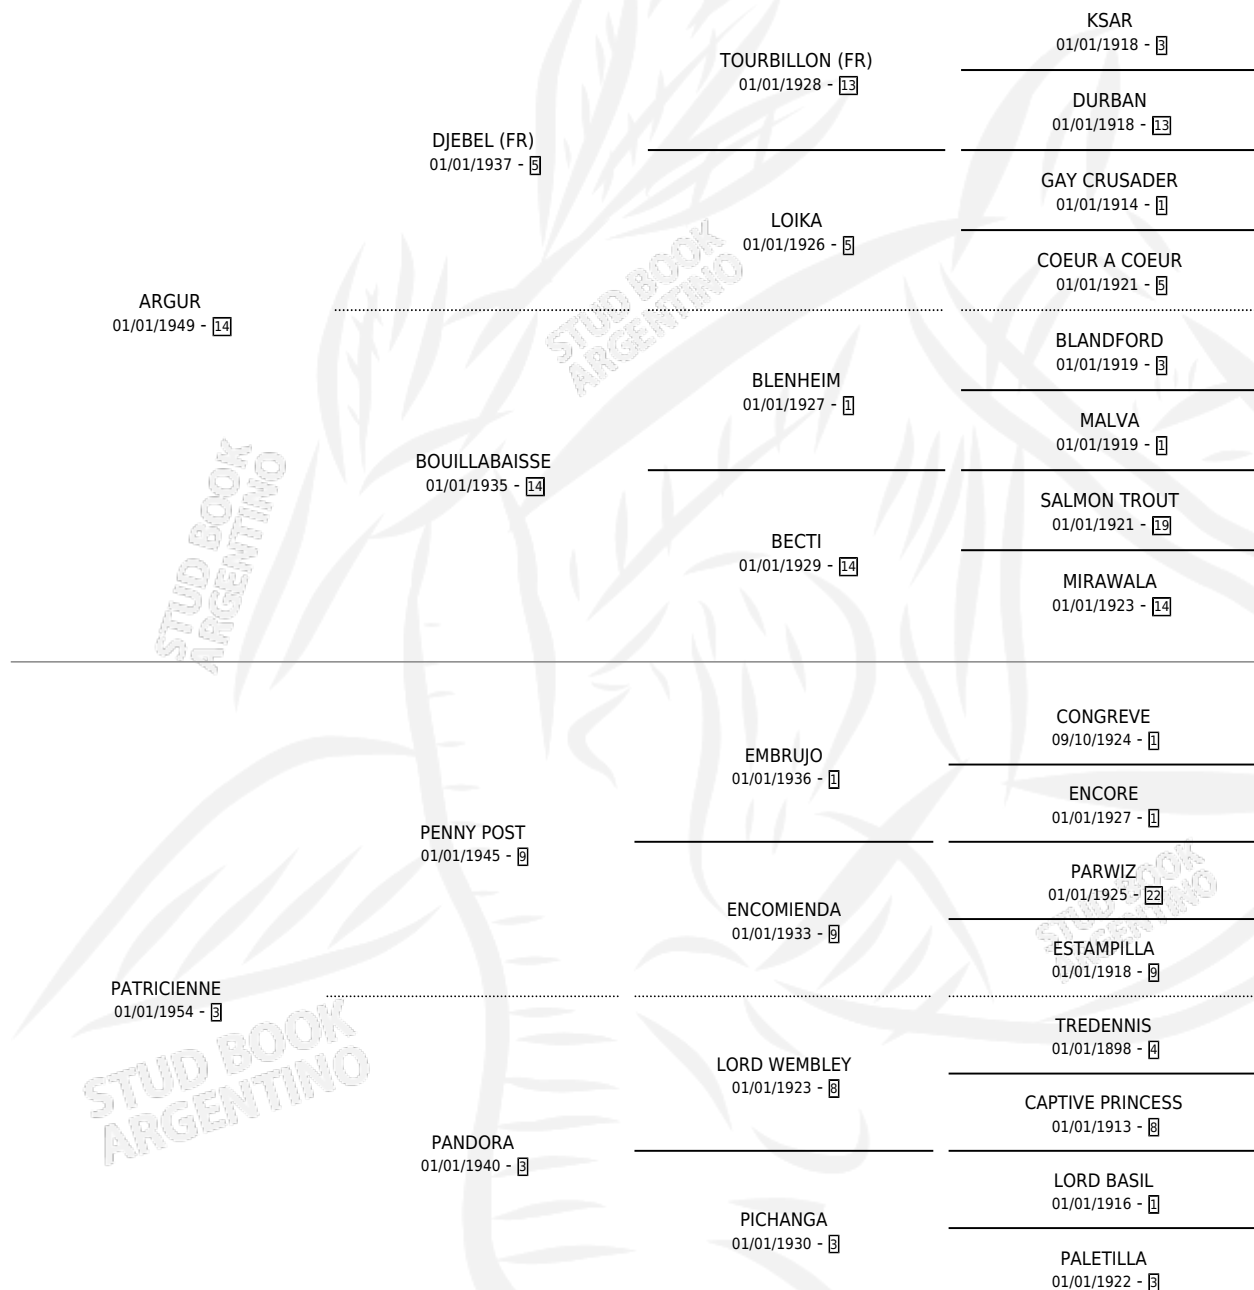 KSAR
01/01/1918 - 3
TOURBILLON (FR)
01/01/1928 - 13
DURBAN
01/01/1918 - 13
DJEBEL (FR)
01/01/1937 - 5
GAY CRUSADER
01/01/1914 - 1
LOIKA
01/01/1926 - 5
COEUR A COEUR
01/01/1921 - 5
STUD BOOK
ARGENTINO
ARGUR
01/01/1949 - 14
BLANDFORD
01/01/1919 - 3
BLENHEIM
01/01/1927 - 1
MALVA
01/01/1919 - 1
BOUILLABAISSE
01/01/1935 - 14
SALMON TROUT
01/01/1921 - 19
BECTI
01/01/1929 - 14
MIRAWALA
01/01/1923 - 14
STUD BOOK
ARGENTINO
CONGREVE
09/10/1924 - 1
EMBRUJO
01/01/1936 - 1
ENCORE
01/01/1927 - 1
PENNY POST
01/01/1945 - 9
PARWIZ
01/01/1925 - 22
ENCOMIENDA
01/01/1933 - 9
ESTAMPILLA
01/01/1918 - 9
STUD BOOK
ARGENTINO
PATRICIENNE
01/01/1954 - 3
TREDENNIS
01/01/1898 - 4
LORD WEMBLEY
01/01/1923 - 8
CAPTIVE PRINCESS
01/01/1913 - 8
STUD BOOK
ARGENTINO
PANDORA
01/01/1940 - 3
LORD BASIL
01/01/1916 - 1
PICHANGA
01/01/1930 - 3
PALETILLA
01/01/1922 - 3